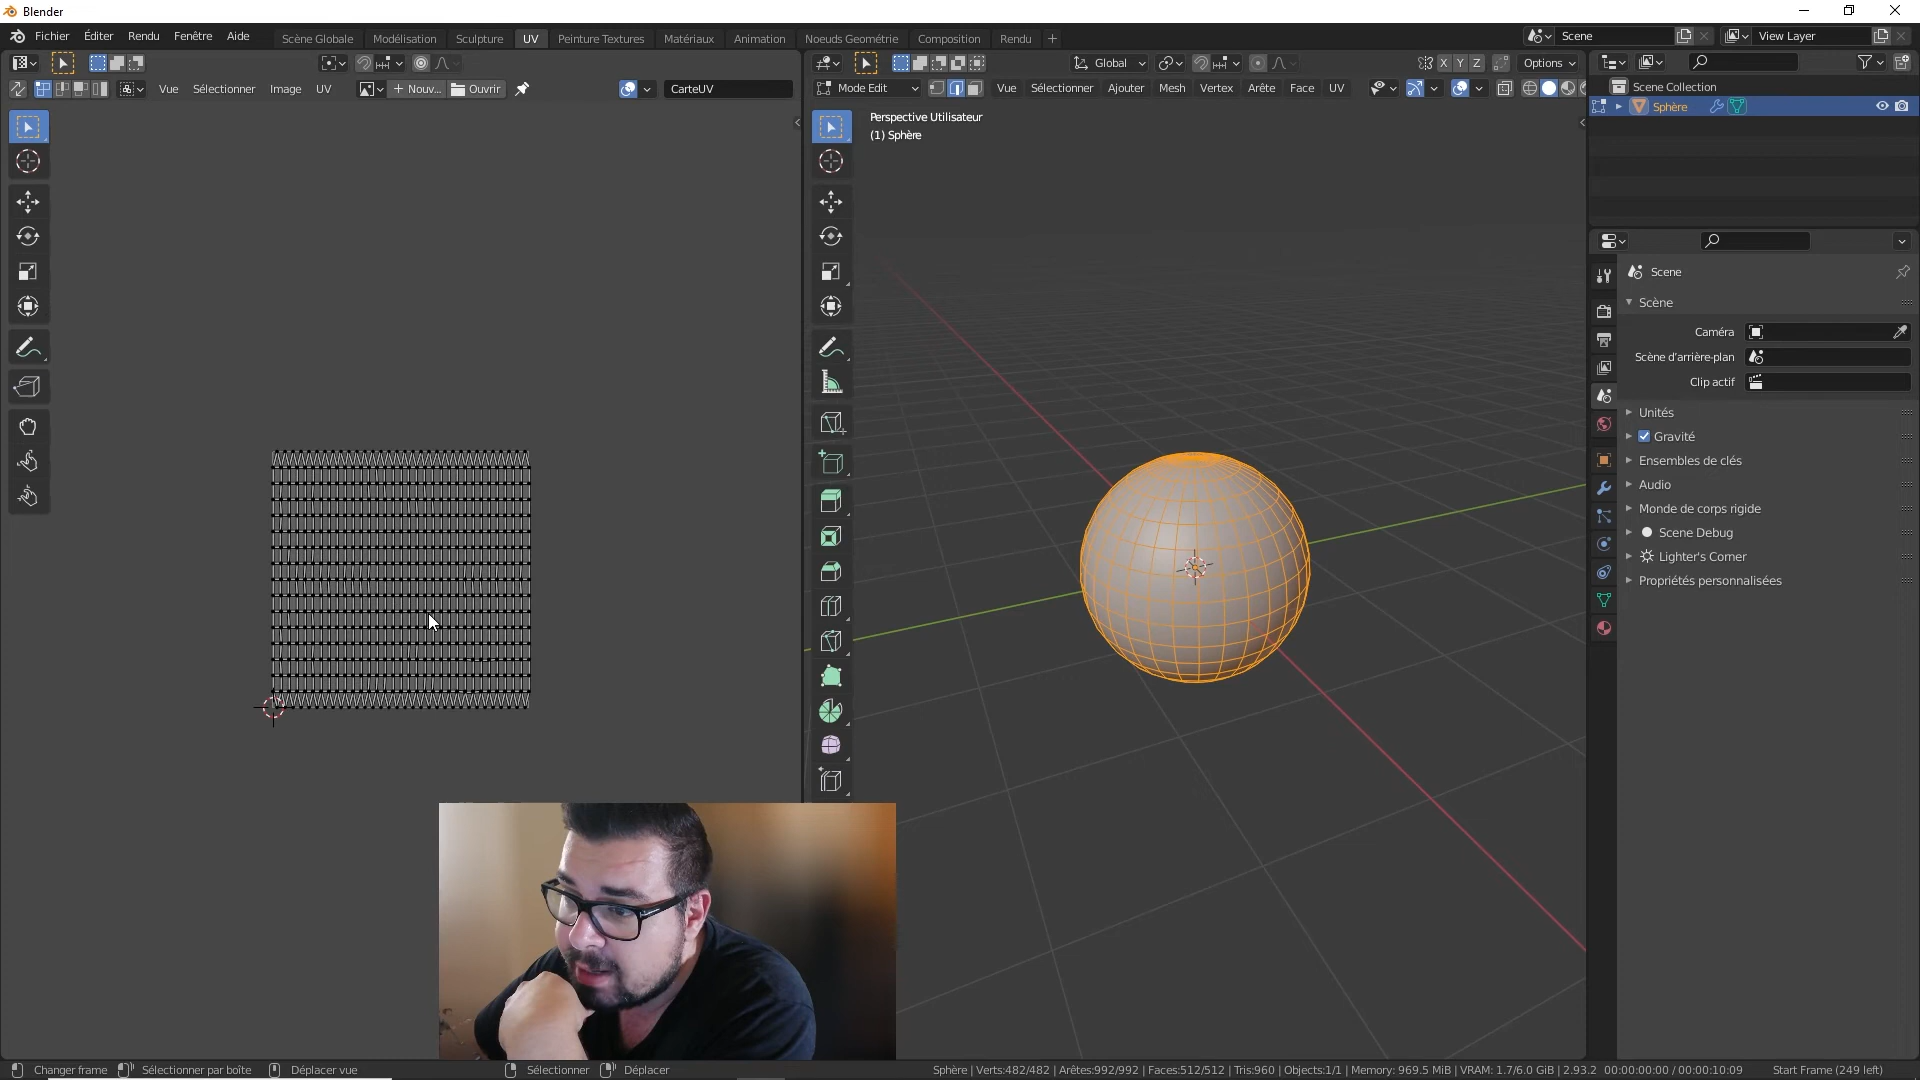 Blender
Fichier Éditer Rendu Fenêtre Aide
Scène Globale Modélisation Sculpture UV Peinture Textures Matériaux Animation Noeuds Geométrie Composition Rendu +
Scene View Layer
Global X Y Z Options
Vue Sélectionner Image UV + Nouv... Ouvrir CarteUV
Mode Edit Vue Sélectionner Ajouter Mesh Vertex Arête Face UV
Scene Collection
Sphère
Perspective Utilisateur
(1) Sphère
Scene
Scène
Caméra
Scène d'arrière-plan
Clip actif
Unités
Gravité
Ensembles de clés
Audio
Monde de corps rigide
Scene Debug
Lighter's Corner
Propriétés personnalisées
Changer frame Sélectionner par boîte Déplacer vue Sélectionner Déplacer Sphère | Verts:482/482 | Arêtes:992/992 | Faces:512/512 | Tris:960 | Objects:1/1 | Memory: 969.5 MiB | VRAM: 1.7/6.0 GiB | 2.93.2 00:00:00:00 / 00:00:10:09 Start Frame (249 left)